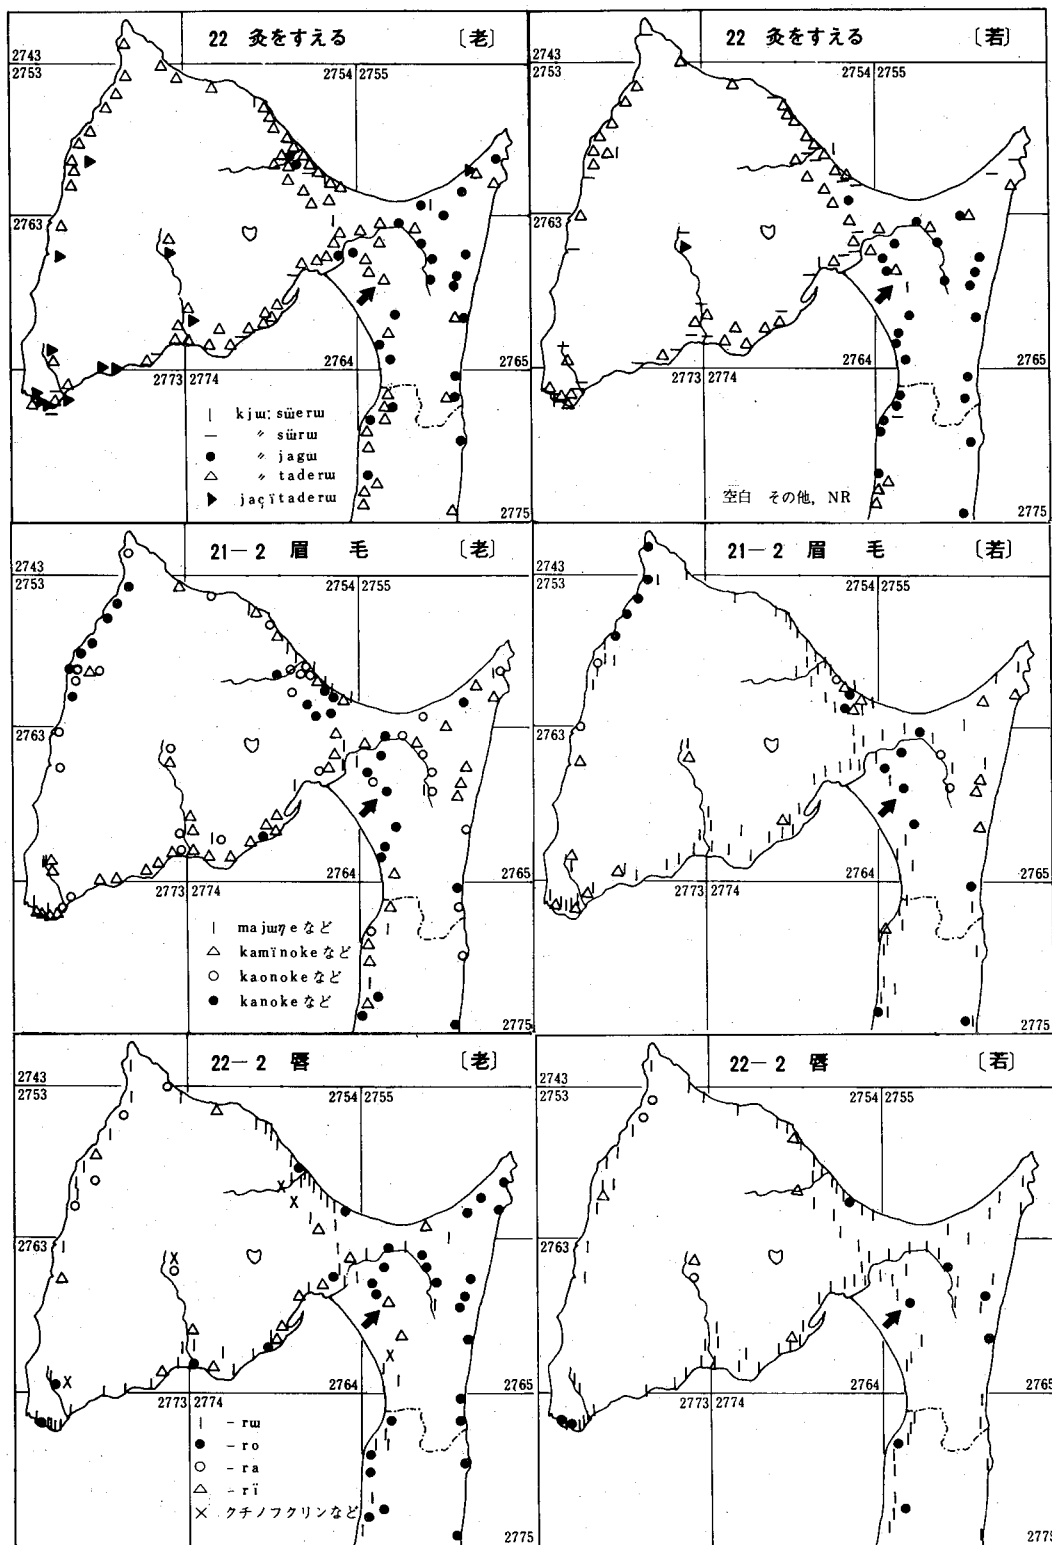 22 灸をすえる 〔老〕
2743
2753
2754 2755
2763
2764
2765
2773 2774
2775
| kjɯ: süerɯ
— 〃 sürɯ
● 〃 jagɯ
△ 〃 taderɯ
▶ jaçïtaderɯ
22 灸をすえる 〔若〕
2743
2753
2754 2755
2763
2764
2765
2773 2774
2775
空白 その他, NR
21-2 眉毛 〔老〕
2743
2753
2754 2755
2763
2764
2765
2773 2774
2775
| majɯŋe など
△ kamïnoke など
○ kaonoke など
● kanoke など
21-2 眉毛 〔若〕
2743
2753
2754 2755
2763
2764
2765
2773 2774
2775
22-2 唇 〔老〕
2743
2753
2754 2755
2763
2764
2765
2773 2774
2775
| -rɯ
● -ro
○ -ra
△ -rï
× クチノフクリンなど
22-2 唇 〔若〕
2743
2753
2754 2755
2763
2764
2765
2773 2774
2775